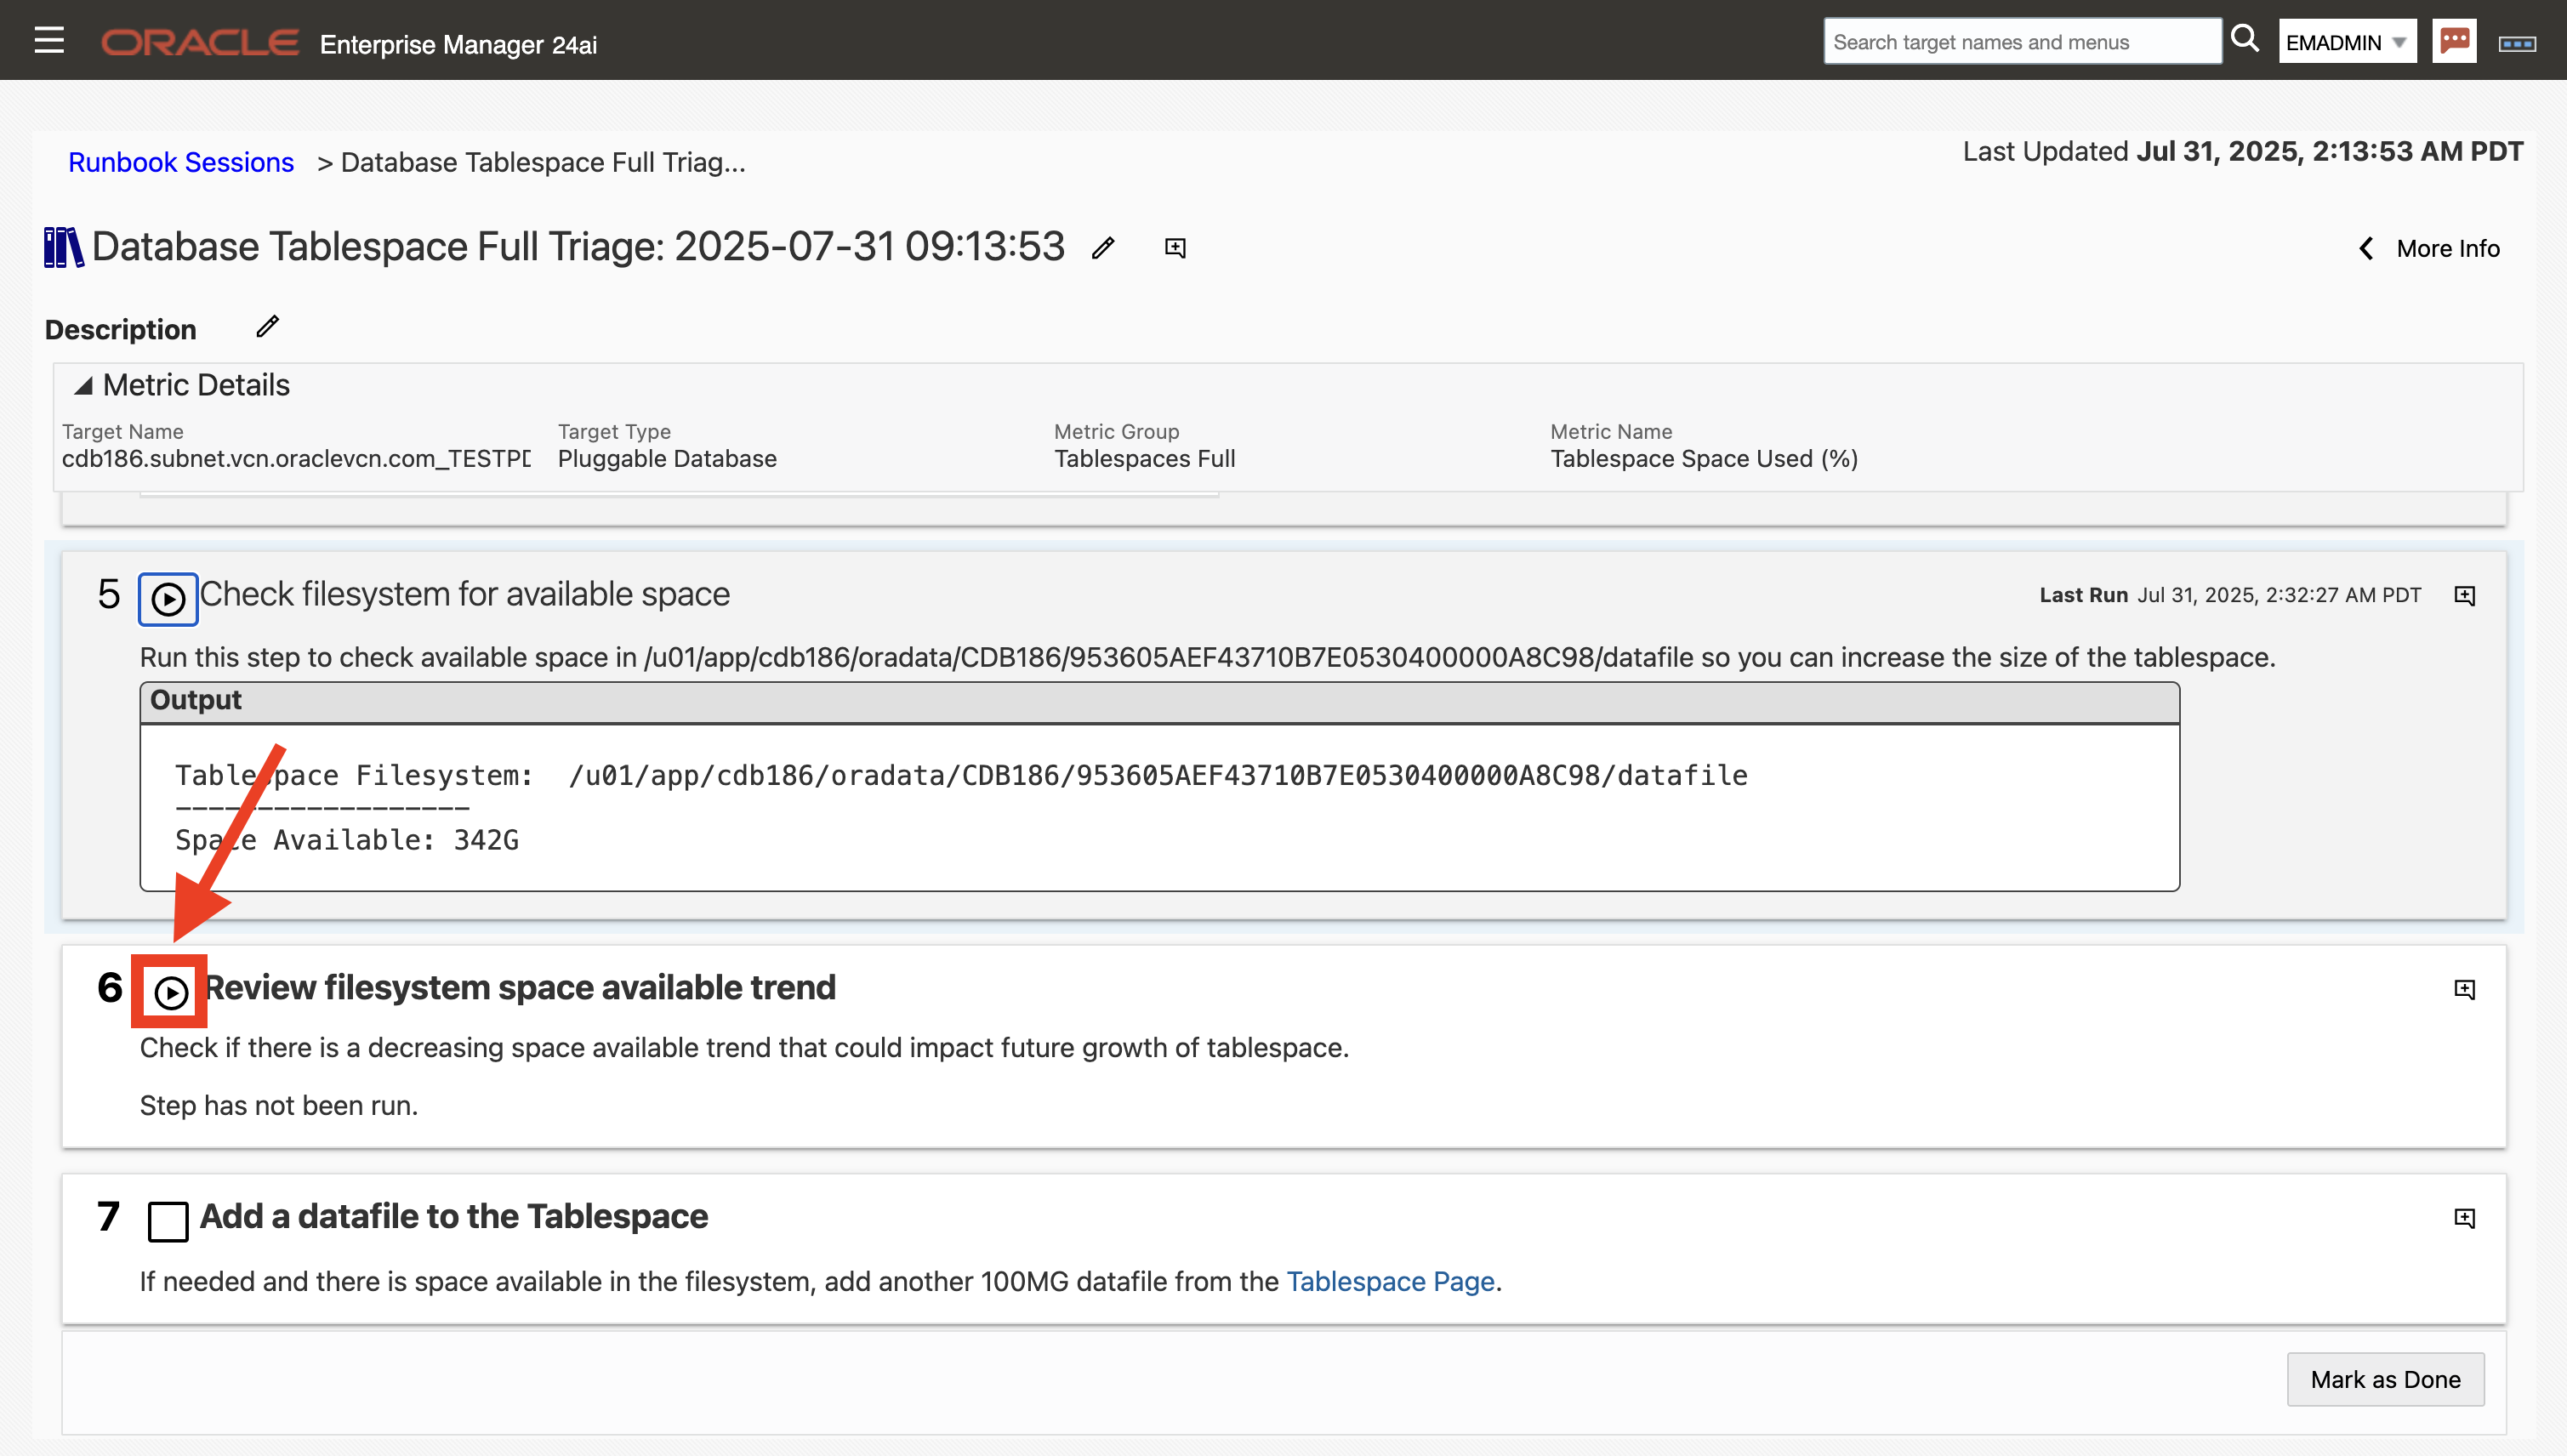 ORACLE Enterprise Manager 24ai
Search target names and menus
EMADMIN
Runbook Sessions > Database Tablespace Full Triag...
Last Updated Jul 31, 2025, 2:13:53 AM PDT
Database Tablespace Full Triage: 2025-07-31 09:13:53
More Info
Description
Metric Details
Target Name Target Type Metric Group Metric Name
cdb186.subnet.vcn.oraclevcn.com_TESTPD Pluggable Database Tablespaces Full Tablespace Space Used (%)
5 Check filesystem for available space
Last Run Jul 31, 2025, 2:32:27 AM PDT
Run this step to check available space in /u01/app/cdb186/oradata/CDB186/953605AEF43710B7E0530400000A8C98/datafile so you can increase the size of the tablespace.
Output
Tablespace Filesystem: /u01/app/cdb186/oradata/CDB186/953605AEF43710B7E0530400000A8C98/datafile
------------------
Space Available: 342G
6 Review filesystem space available trend
Check if there is a decreasing space available trend that could impact future growth of tablespace.
Step has not been run.
7 Add a datafile to the Tablespace
If needed and there is space available in the filesystem, add another 100MG datafile from the Tablespace Page.
Mark as Done